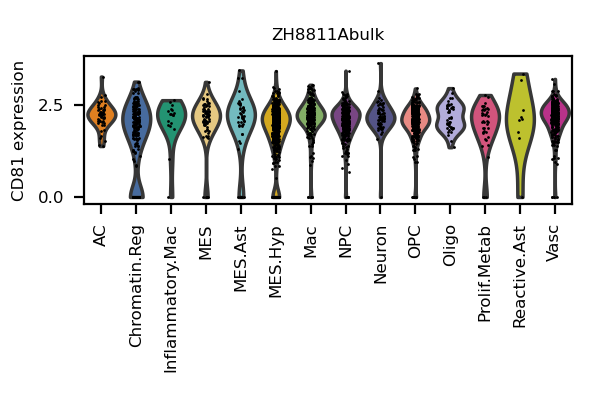 ZH8811Abulk
CD81 expression
2.5
0.0
AC
Chromatin.Reg
Inflammatory.Mac
MES
MES.Ast
MES.Hyp
Mac
NPC
Neuron
OPC
Oligo
Prolif.Metab
Reactive.Ast
Vasc